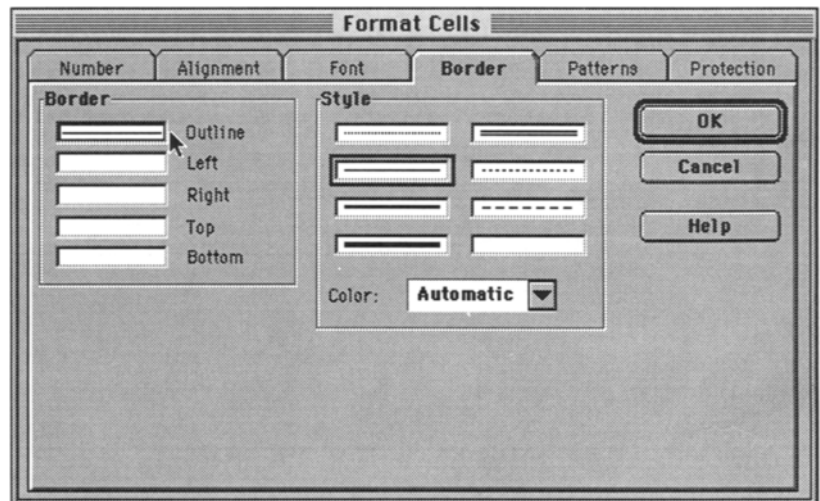 Format Cells
Number Alignment Font Border Patterns Protection
Border
Outline
Left
Right
Top
Bottom
Style
Color: Automatic
OK
Cancel
Help